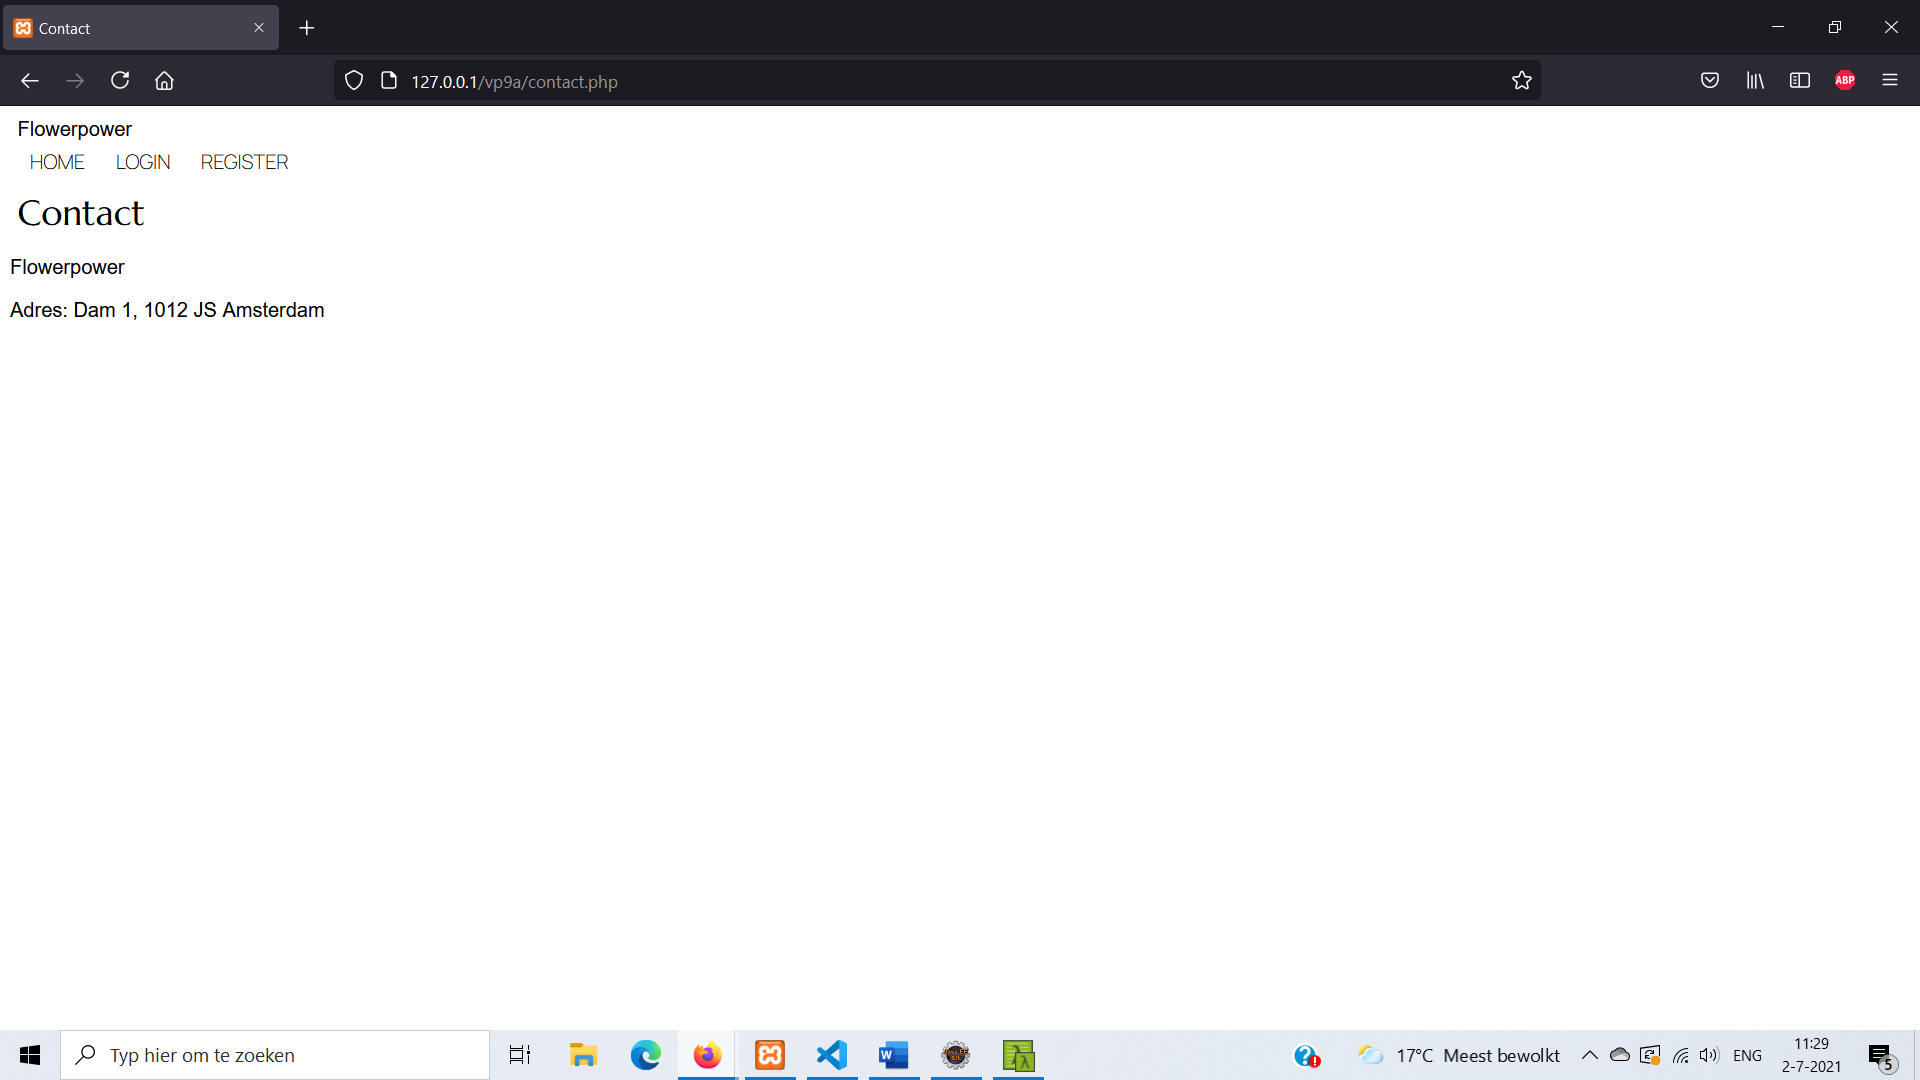 Contact
127.0.0.1/vp9a/contact.php
ABP
Flowerpower
HOME LOGIN REGISTER
Contact
Flowerpower
Adres: Dam 1, 1012 JS Amsterdam
Typ hier om te zoeken
17°C Meest bewolkt
ENG
11:29
2-7-2021
5